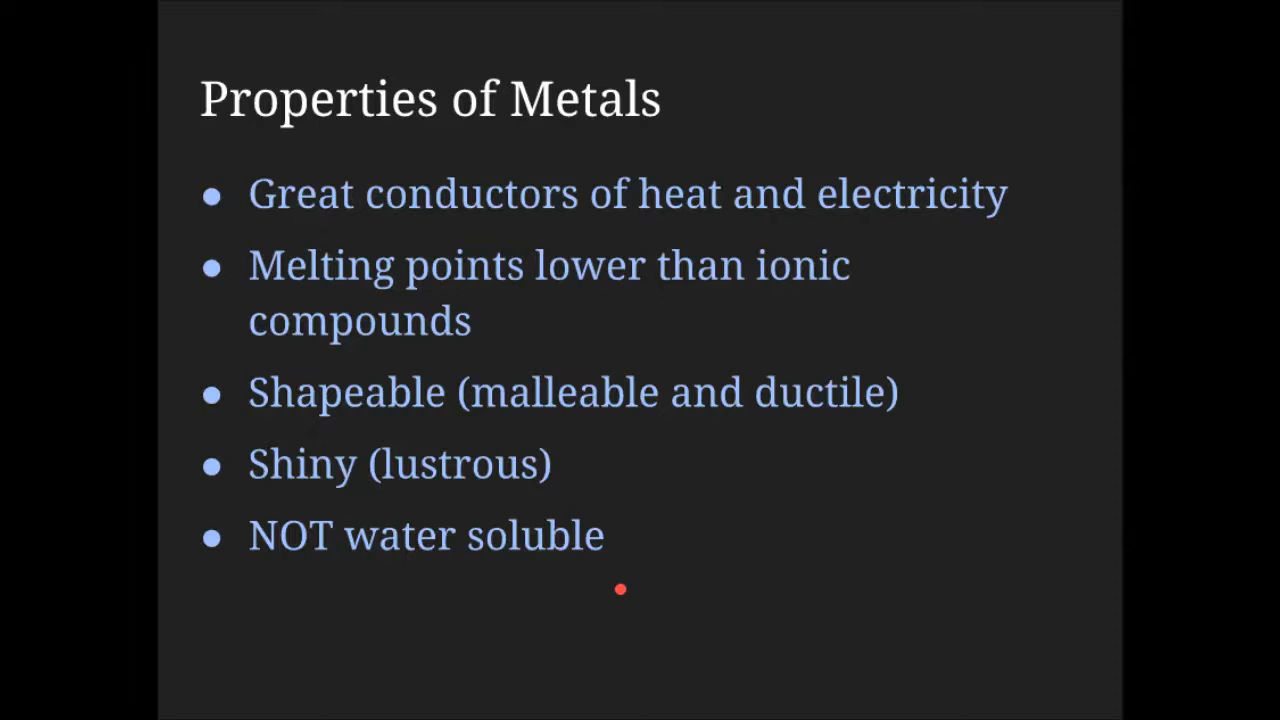 Properties of Metals
● Great conductors of heat and electricity
● Melting points lower than ionic
compounds
● Shapeable (malleable and ductile)
● Shiny (lustrous)
● NOT water soluble